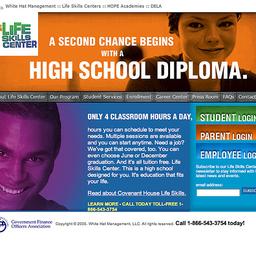 White Hat Management :: Life Skills Centers :: HOPE Academies :: DELA
LIFE
SKILLS
CENTER
A SECOND CHANCE BEGINS
WITH A
HIGH SCHOOL DIPLOMA.
About Life Skills Center Our Program Student Services Enrollment Career Center Press Room FAQs Contact
ONLY 4 CLASSROOM HOURS A DAY,
hours you can schedule to meet your
needs. Multiple sessions are available
and you can start anytime. Need a job?
We've got that covered, too. You can
even choose June or December
graduation. And it's all tuition free. Life
Skills Center. This is a high school
designed for you. It's education that fits
your life.
Read about Covenant House Life Skills.
LEARN MORE - CALL TODAY TOLL-FREE 1-
866-543-3754
STUDENT LOGIN
PARENT LOGIN
EMPLOYEE LOGIN
Subscribe to our Life Skills Center
newsletter to stay informed with the
latest news and events.
email address:
subscribe
Government Finance
Officers Association
Copyright © 2005. White Hat Management, LLC. All rights reserved. Call 1-866-543-3754 today!